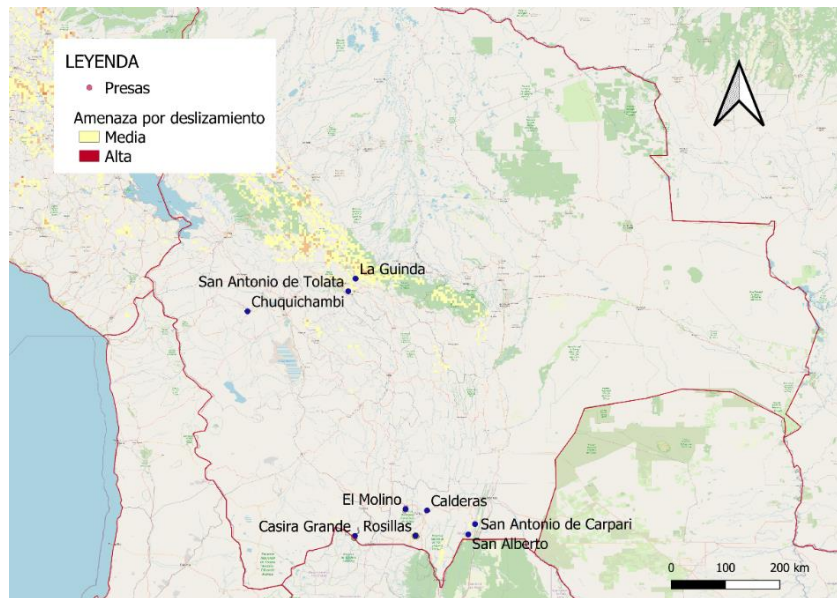 LEYENDA
Presas
Amenaza por deslizamiento
Media
Alta
La Guinda
San Antonio de Tolata
Chuquichambi
El Molino
Calderas
Casira Grande
Rosillas
San Antonio de Carpari
San Alberto
0 100 200 km